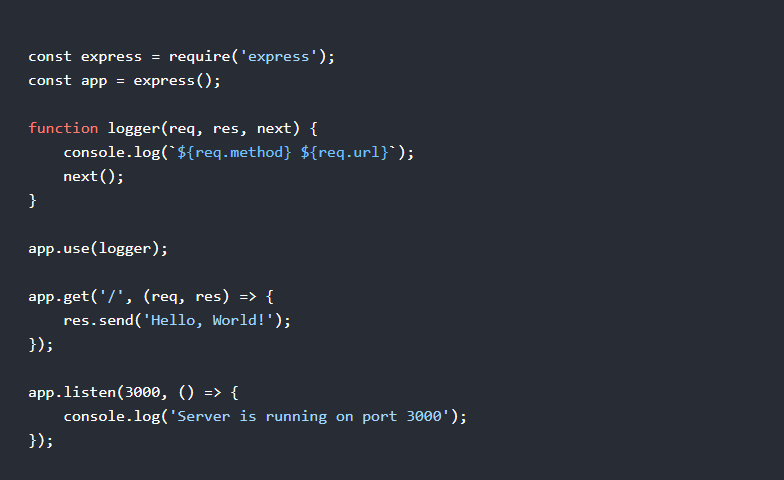 const express = require('express');
const app = express();
function logger(req, res, next) {
    console.log(`${req.method} ${req.url}`);
    next();
}
app.use(logger);
app.get('/', (req, res) => {
    res.send('Hello, World!');
});
app.listen(3000, () => {
    console.log('Server is running on port 3000');
});